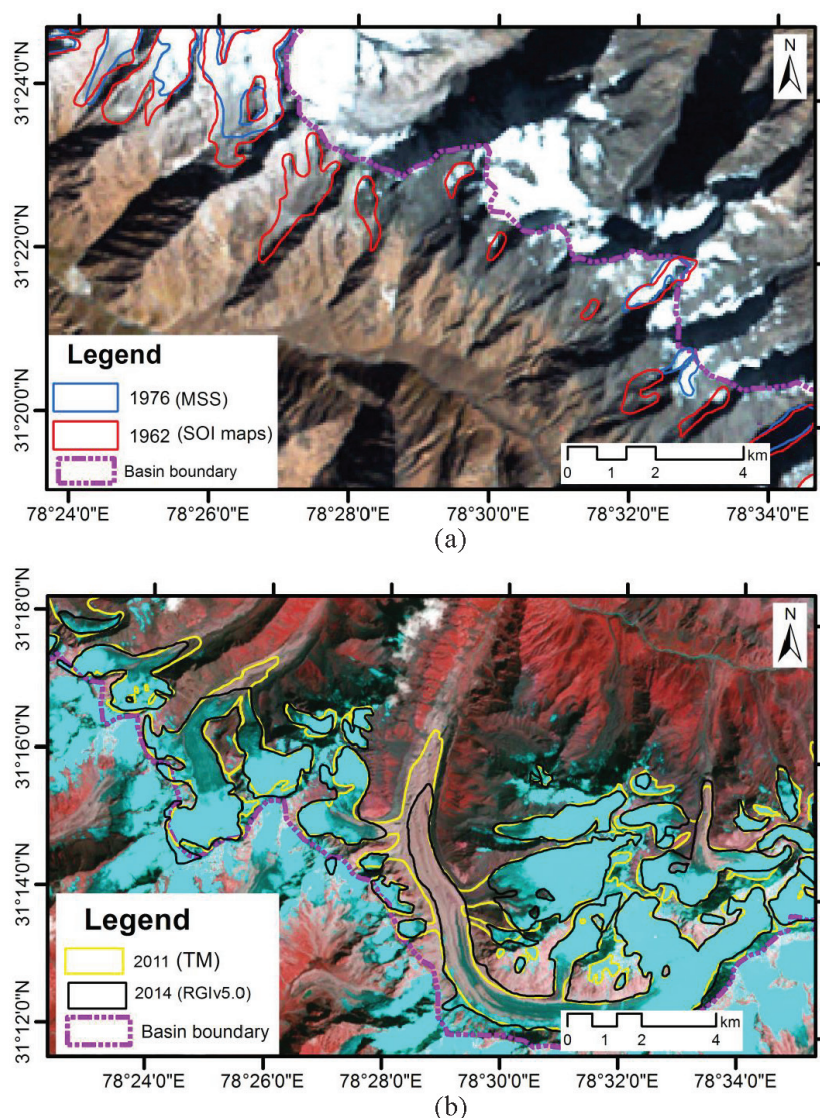 N
31°24'0"N
31°22'0"N
31°20'0"N
Legend
1976 (MSS)
1962 (SOI maps)
Basin boundary
km
0 1 2 4
78°24'0"E 78°26'0"E 78°28'0"E 78°30'0"E 78°32'0"E 78°34'0"E
(a)
31°18'0"N
N
31°16'0"N
31°14'0"N
31°12'0"N
Legend
2011 (TM)
2014 (RGIv5.0)
Basin boundary
km
0 1 2 4
78°24'0"E 78°26'0"E 78°28'0"E 78°30'0"E 78°32'0"E 78°34'0"E
(b)